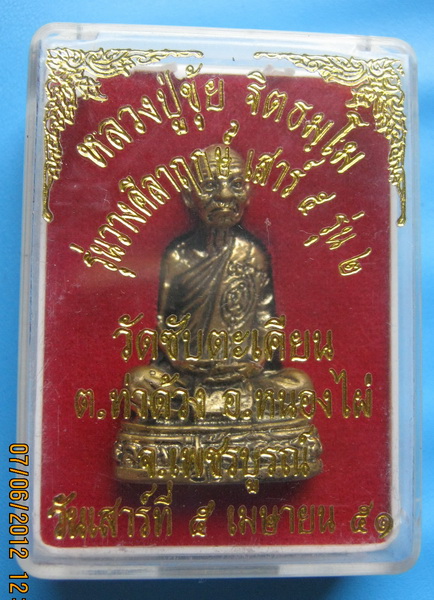 หลวงปู่ขุ้ย จิตธมฺโม
รุ่นวางศิลาฤกษ์ เสาร์ ๕ รุ่น ๒
วัดซับตะเคียน
ต.ท่าด้วง อ.หนองไผ่
จ.เพชรบูรณ์
วันเสาร์ที่ ๕ เมษายน ๕๑
07/06/2012